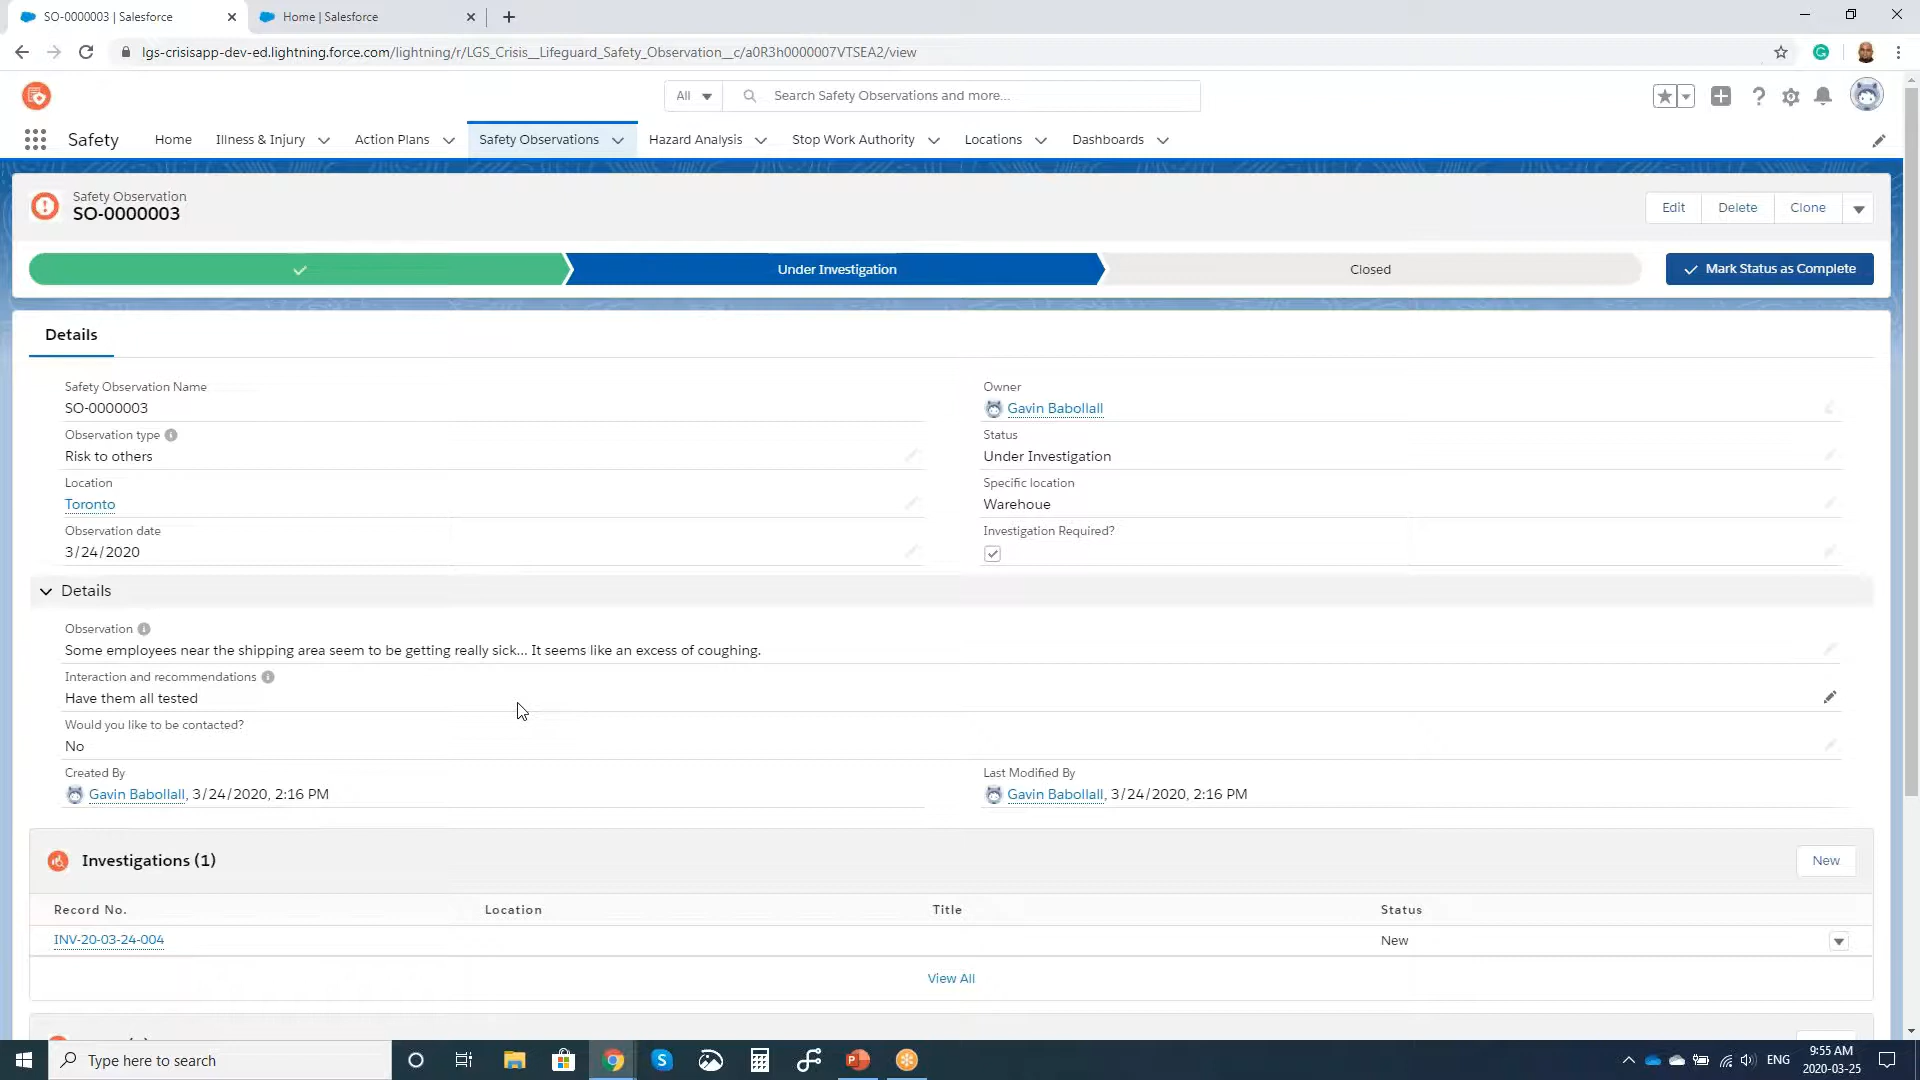 SO-0000003 | Salesforce
Home | Salesforce
lgs-crisisapp-dev-ed.lightning.force.com/lightning/r/LGS_Crisis__Lifeguard_Safety_Observation__c/a0R3h0000007VTSEA2/view
All
Search Safety Observations and more...
Safety
Home
Illness & Injury
Action Plans
Safety Observations
Hazard Analysis
Stop Work Authority
Locations
Dashboards
Safety Observation
SO-0000003
Edit
Delete
Clone
Under Investigation
Closed
Mark Status as Complete
Details
Safety Observation Name
SO-0000003
Owner
Gavin Babollall
Observation type
Risk to others
Status
Under Investigation
Location
Toronto
Specific location
Warehoue
Observation date
3/24/2020
Investigation Required?
Details
Observation
Some employees near the shipping area seem to be getting really sick... It seems like an excess of coughing.
Interaction and recommendations
Have them all tested
Would you like to be contacted?
No
Created By
Gavin Babollall, 3/24/2020, 2:16 PM
Last Modified By
Gavin Babollall, 3/24/2020, 2:16 PM
Investigations (1)
New
Record No.
Location
Title
Status
INV-20-03-24-004
New
View All
Type here to search
ENG
9:55 AM
2020-03-25